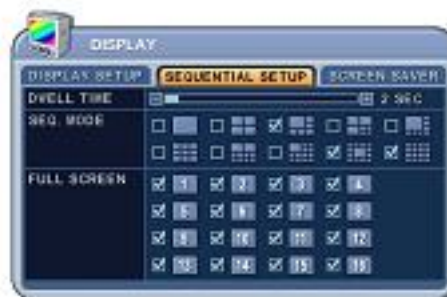 DISPLAY
DISPLAY SETUP SEQUENTIAL SETUP SCREEN SAVER
DWELL TIME 2 SEC
SEQ. MODE
FULL SCREEN 1 2 3 4
5 6 7 8
9 10 11 12
13 14 15 16